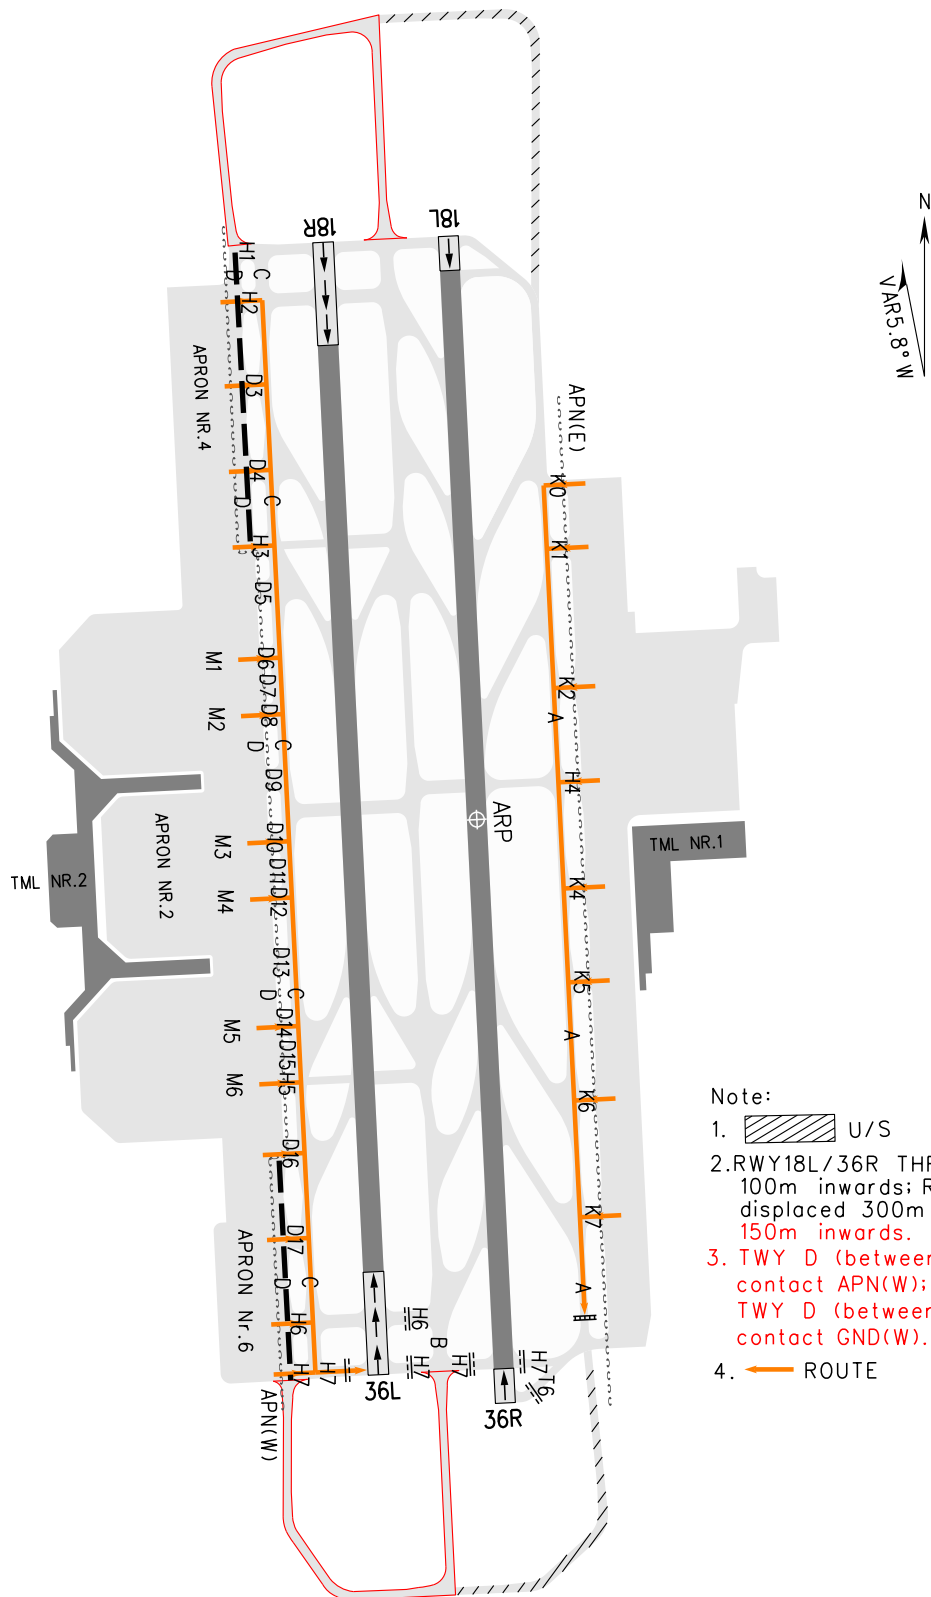 18R
18L
N
VAR5.8°W
H1
C
D
H2
APRON NR.4
D3
APN(E)
D4
K0
C
D
H3
K1
D5
M1
D6
D7
K2
M2
D8
A
C
D
D9
H4
ARP
M3
D10
TML NR.1
APRON NR.2
D11
TML NR.2
M4
D12
K4
D13
K5
C
D
M5
D14
A
D15
M6
H5
K6
Note:
1. U/S
D16
2.RWY18L/36R THR
100m inwards; R
displaced 300m
K7
150m inwards.
APRON Nr.6
D17
3. TWY D (between
C
D
A
contact APN(W);
TWY D (between
H6
H6
B
contact GND(W).
H7
H7
H7
H7
H7
T6
4. ROUTE
36L
36R
APN(W)